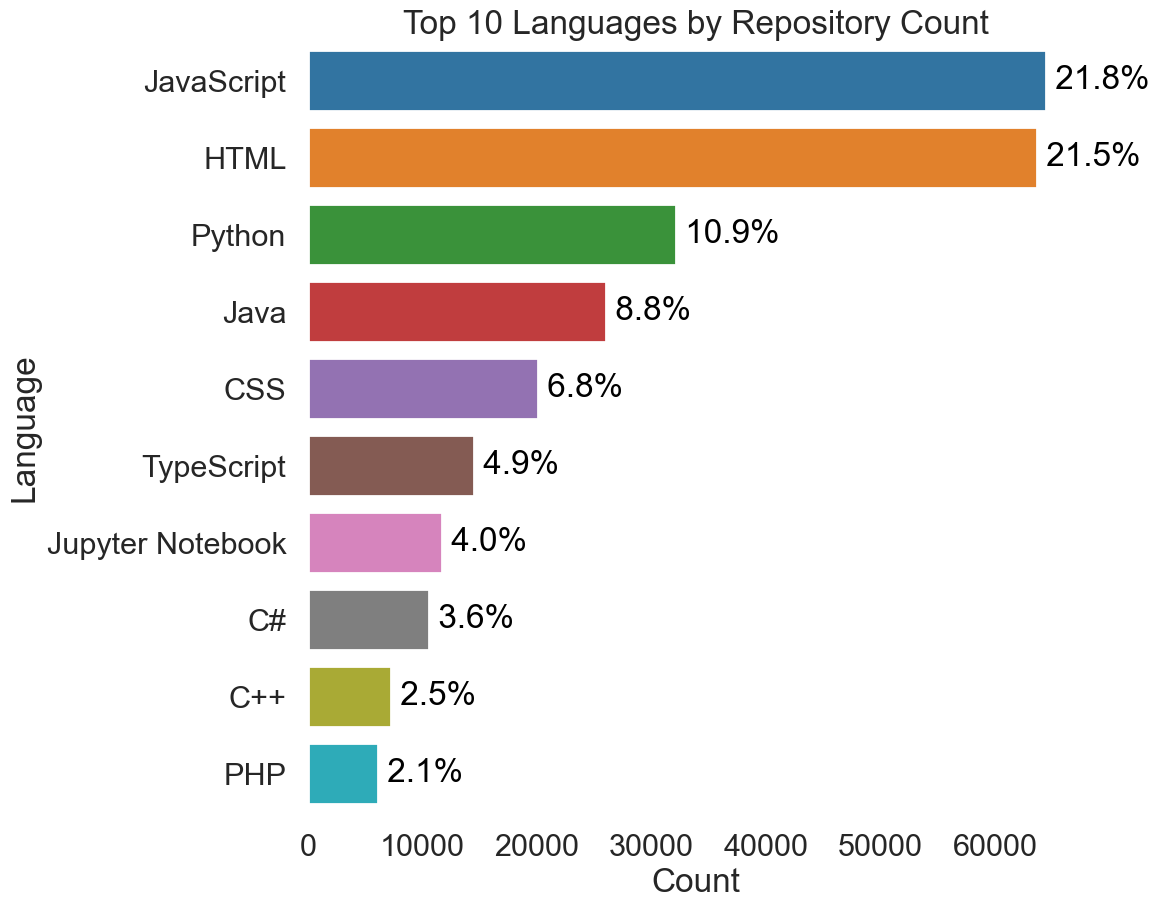 Top 10 Languages by Repository Count
JavaScript
21.8%
HTML
21.5%
Python
10.9%
Java
8.8%
CSS
6.8%
TypeScript
4.9%
Jupyter Notebook
4.0%
C#
3.6%
C++
2.5%
PHP
2.1%
Language
0 10000 20000 30000 40000 50000 60000
Count